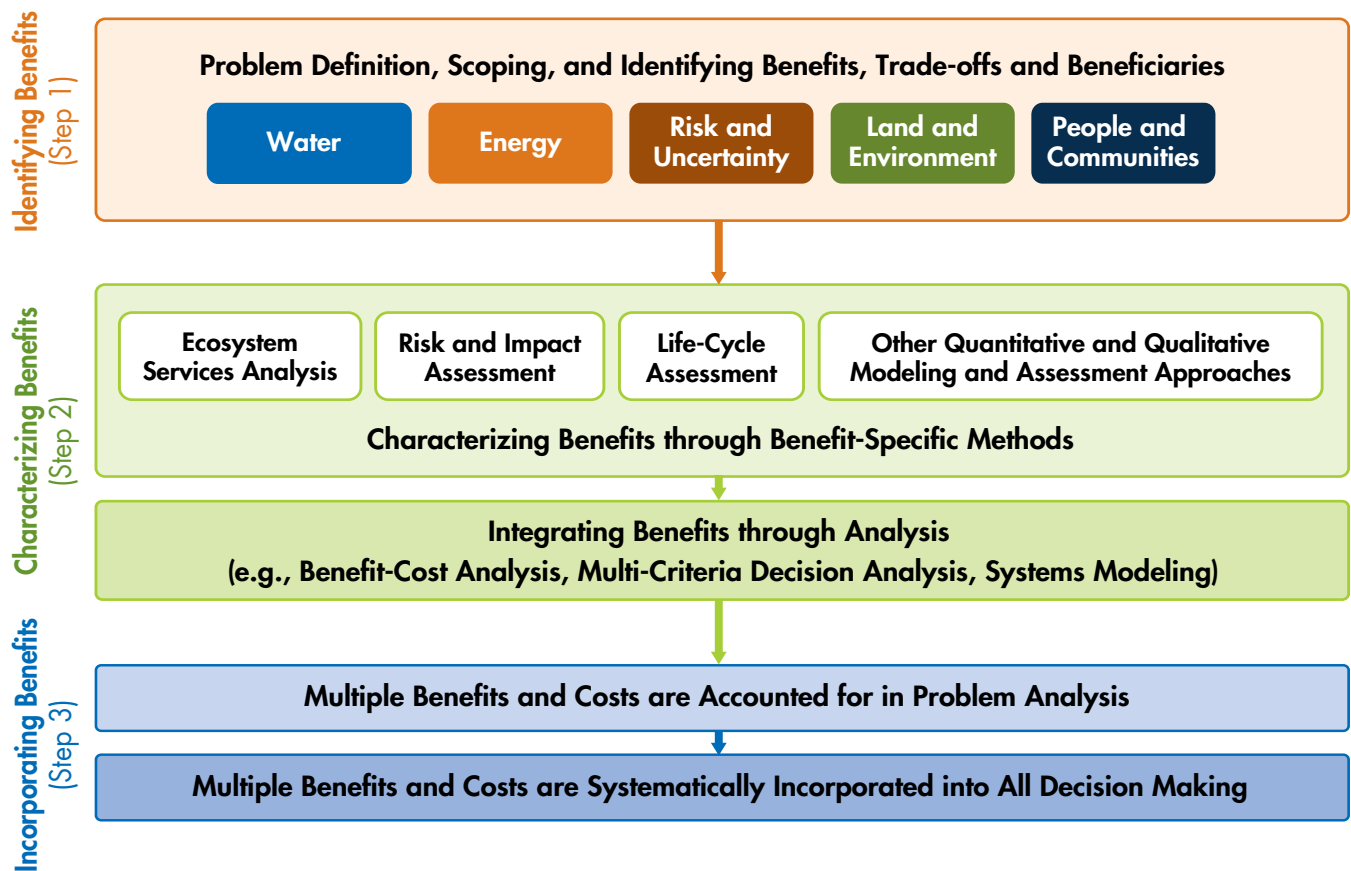 Identifying Benefits
(Step 1)
Problem Definition, Scoping, and Identifying Benefits, Trade-offs and Beneficiaries
Water
Energy
Risk and
Uncertainty
Land and
Environment
People and
Communities
Characterizing Benefits
(Step 2)
Ecosystem
Services Analysis
Risk and Impact
Assessment
Life-Cycle
Assessment
Other Quantitative and Qualitative
Modeling and Assessment Approaches
Characterizing Benefits through Benefit-Specific Methods
Integrating Benefits through Analysis
(e.g., Benefit-Cost Analysis, Multi-Criteria Decision Analysis, Systems Modeling)
Incorporating Benefits
(Step 3)
Multiple Benefits and Costs are Accounted for in Problem Analysis
Multiple Benefits and Costs are Systematically Incorporated into All Decision Making